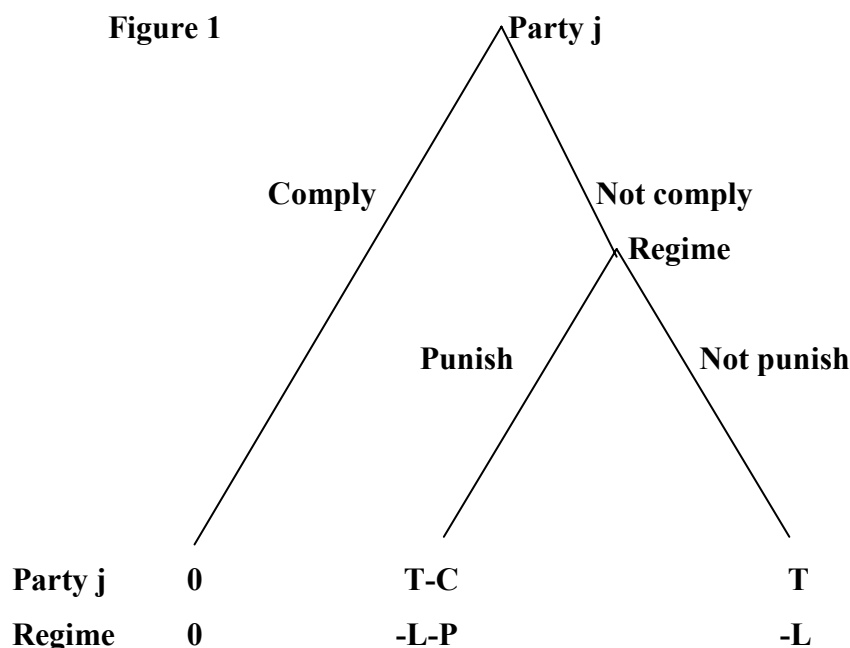 Figure 1
Party j
Comply
Not comply
Regime
Punish
Not punish
Party j 0 T-C T
Regime 0 -L-P -L